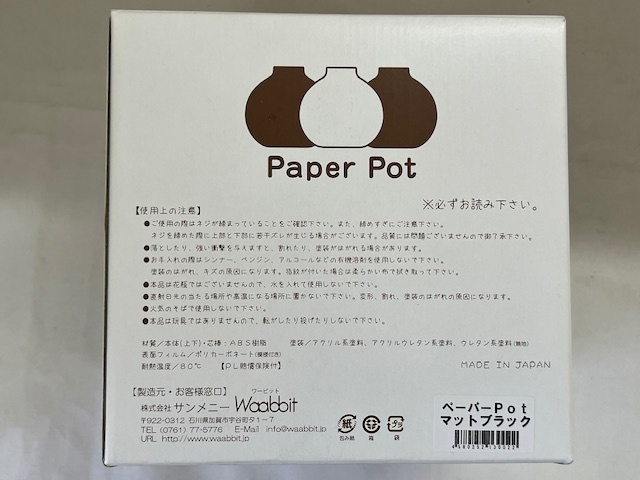 Paper Pot
※必ずお読み下さい。
【使用上の注意】
●ご使用の際はネジが締まっていることをご確認下さい。また、締めすぎにご注意下さい。
ネジを締めた際に上部と下部に若干ズレが生じる場合がございます。品質には問題ございませんので御了承下さい。
●落としたり、強い衝撃を与えますと、割れたり、塗装がはがれる場合があります。
●お手入れの際はシンナー、ベンジン、アルコールなどの有機溶剤を使用しないで下さい。
塗装のはがれ、キズの原因になります。指紋が付いた場合は柔らかい布で拭き取って下さい。
●本品は花瓶ではございませんので、水を入れて使用しないで下さい。
●直射日光の当たる場所や高温になる場所に置かないで下さい。変形、割れ、塗装のはがれの原因になります。
●火気のそばで使用しないで下さい。
●本品は玩具ではありませんので、転がしたり投げたりしないで下さい。
材質／本体(上下)・芯棒：ABS樹脂　塗装／アクリル系塗料、アクリルウレタン系塗料、ウレタン系塗料(無地)
表面フィルム／ポリカーボネート(模様付き)
耐熱温度／80℃　【PL賠償保険付】
MADE IN JAPAN
【製造元・お客様窓口】
ワービット
株式会社 サンメニー Waabbit
〒922-0312 石川県加賀市宇谷町タ1-7
TEL (0761) 77-5776 E-Mail info@waabbit.jp
URL http://www.waabbit.jp/
紙 包み紙
箱
プラ 袋
ペーパーPot
マットブラック